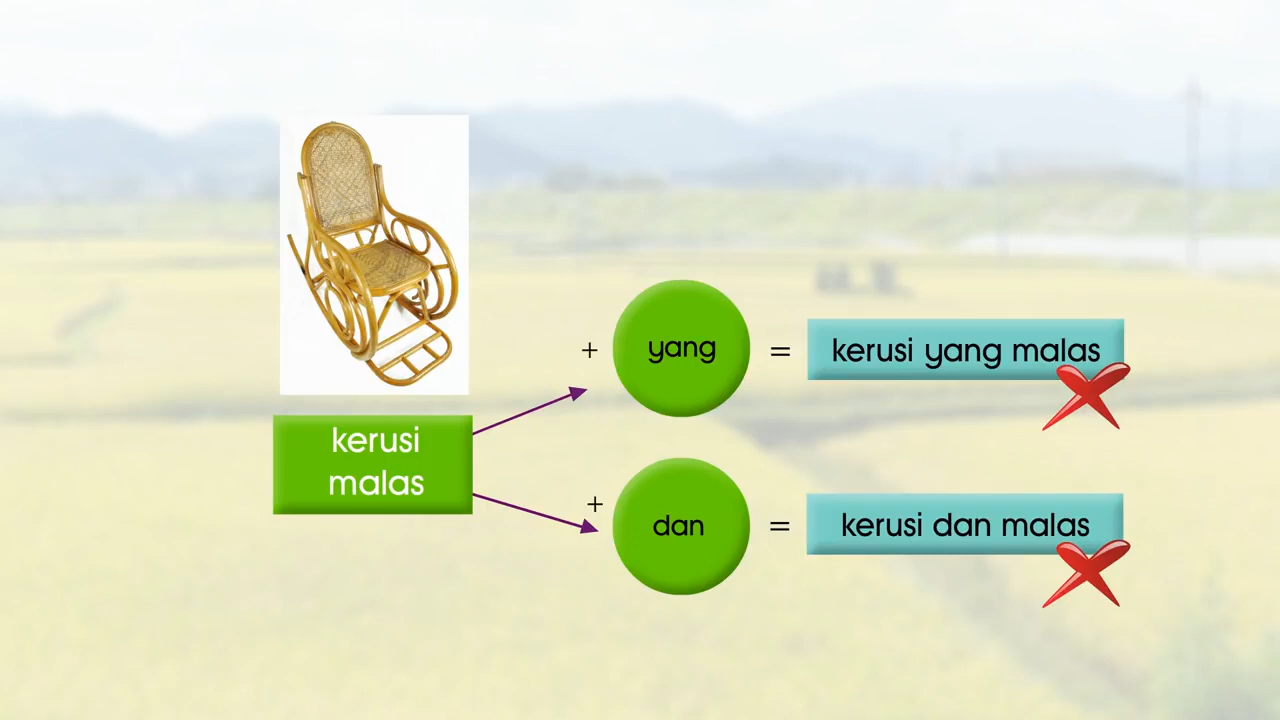 kerusi
malas
+ yang = kerusi yang malas
+ dan = kerusi dan malas